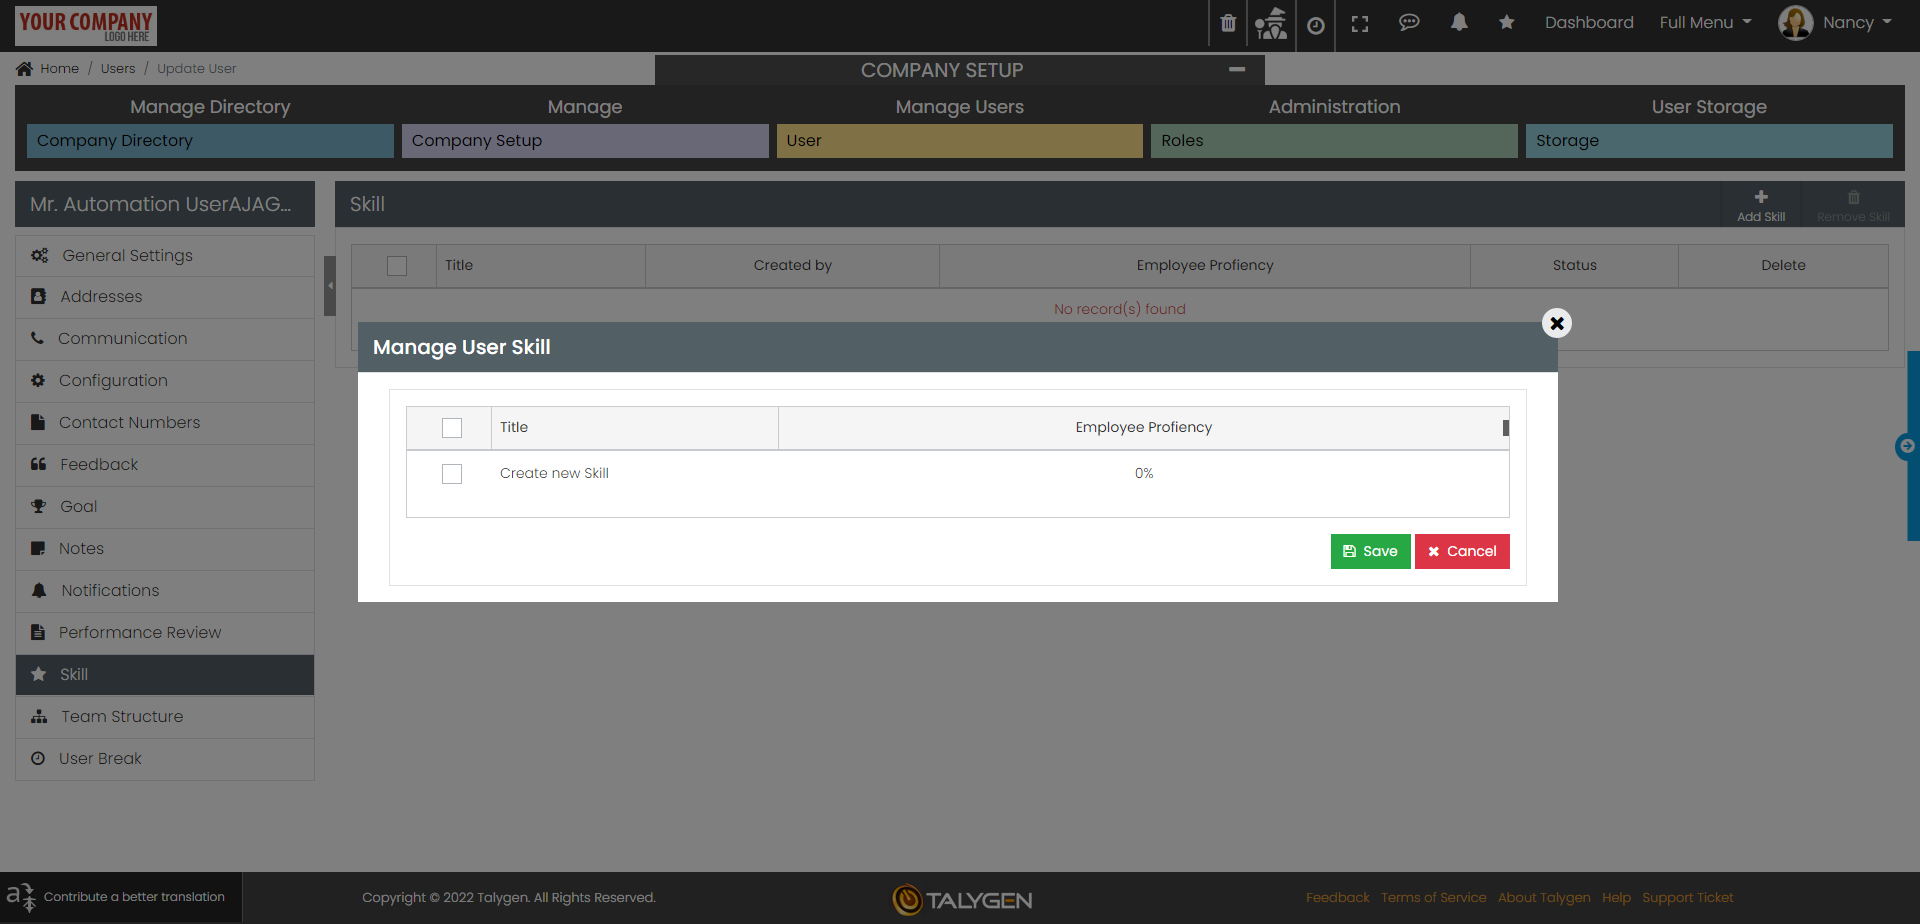 YOUR COMPANY
LOGO HERE
Dashboard
Full Menu
Nancy
Home / Users / Update User
COMPANY SETUP
Manage Directory
Manage
Manage Users
Administration
User Storage
Company Directory
Company Setup
User
Roles
Storage
Mr. Automation UserAJAG...
Skill
Add Skill
Remove Skill
General Settings
Addresses
Communication
Configuration
Contact Numbers
Feedback
Goal
Notes
Notifications
Performance Review
Skill
Team Structure
User Break
Title
Created by
Employee Profiency
Status
Delete
No record(s) found
Manage User Skill
Title
Employee Profiency
Create new Skill
0%
Save
Cancel
Contribute a better translation
Copyright © 2022 Talygen. All Rights Reserved.
TALYGEN
Feedback
Terms of Service
About Talygen
Help
Support Ticket